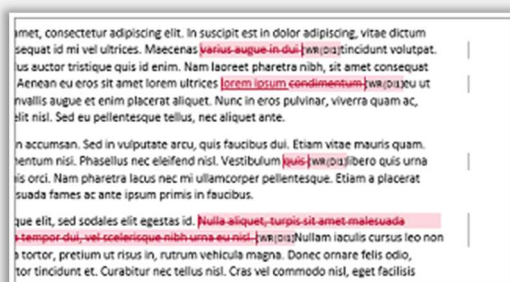 amet, consectetur adipiscing elit. In suscipit est in dolor adipiscing, vitae dictum
sequat id mi vel ultrices. Maecenas varius augue in dui [WR(D)1]tincidunt volutpat.
lus auctor tristique quis id enim. Nam laoreet pharetra nibh, sit amet consequat
Aenean eu eros sit amet lorem ultrices lorem ipsum condimentum [WR(D)1]eu ut
nvallis augue et enim placerat aliquet. Nunc in eros pulvinar, viverra quam ac,
elit nisl. Sed eu pellentesque tellus, nec aliquet ante.
n accumsan. Sed in vulputate arcu, quis faucibus dui. Etiam vitae mauris quam.
nentum nisi. Phasellus nec eleifend nisl. Vestibulum quis [WR(D)1]libero quis urna
is orci. Nam pharetra lacus nec mi ullamcorper pellentesque. Etiam a placerat
suada fames ac ante ipsum primis in faucibus.
que elit, sed sodales elit egestas id. Nulla aliquet, turpis sit amet malesuada
tempor dui, vel scelerisque nibh urna eu nisl. [WR(D)1]Nullam iaculis cursus leo non
a tortor, pretium ut risus in, rutrum vehicula magna. Donec ornare felis odio,
tor tincidunt et. Curabitur nec tellus nisl. Cras vel commodo nisl, eget facilisis